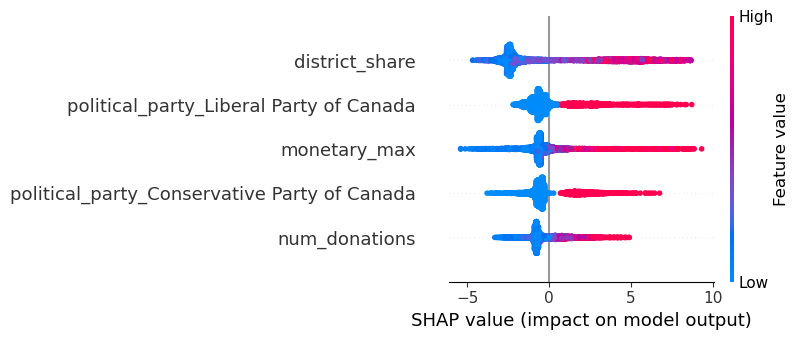 High
district_share
political_party_Liberal Party of Canada
monetary_max
political_party_Conservative Party of Canada
num_donations
Feature value
Low
−5 0 5 10
SHAP value (impact on model output)